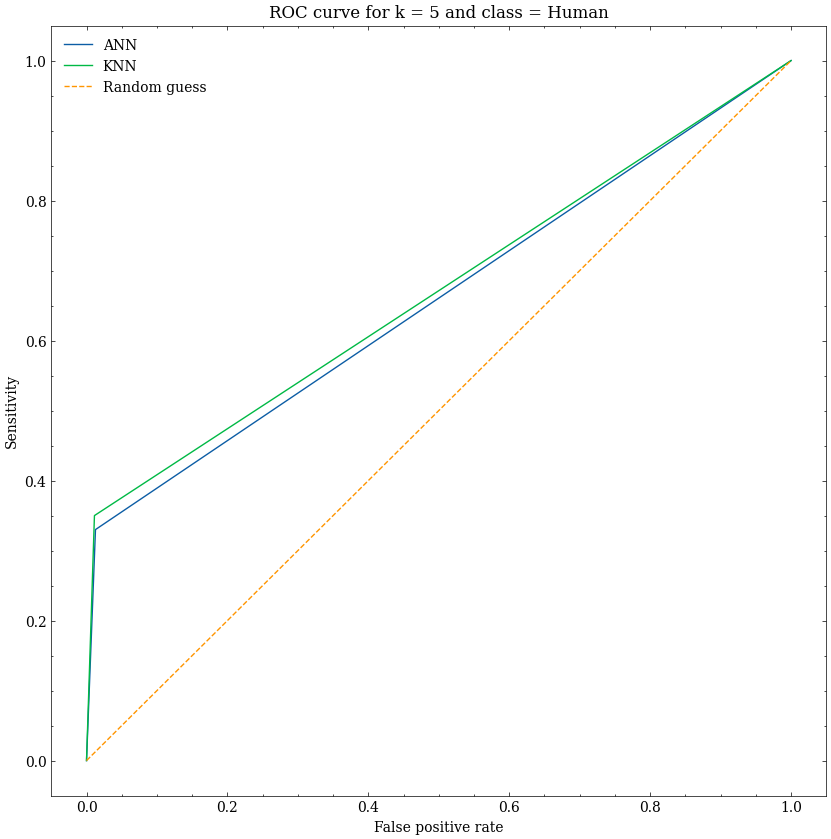 ROC curve for k = 5 and class = Human
ANN
KNN
Random guess
1.0
0.8
0.6
0.4
0.2
0.0
Sensitivity
0.0 0.2 0.4 0.6 0.8 1.0
False positive rate